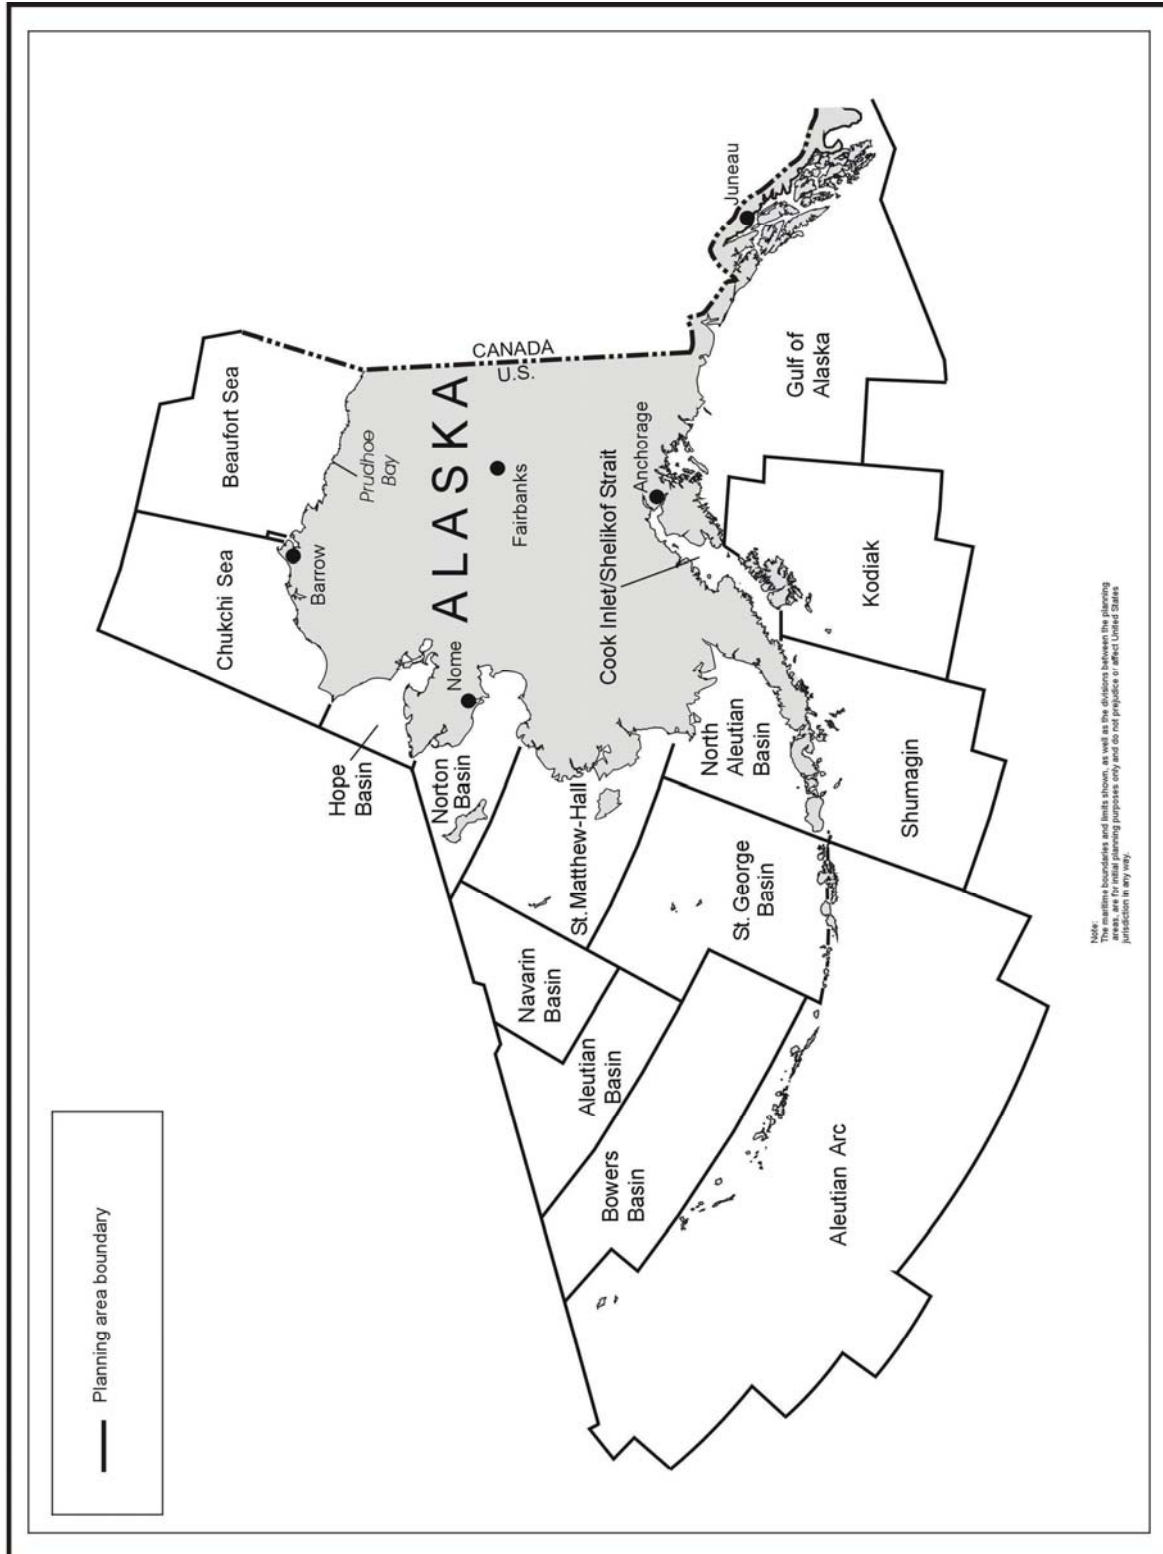 Planning area boundary
Chukchi Sea
Beaufort Sea
Barrow
Prudhoe
Bay
Hope
Basin
Nome
ALASKA
CANADA
U.S.
Fairbanks
Norton
Basin
Navarin
Basin
St. Matthew-Hall
Cook Inlet/Shelikof Strait
Anchorage
Juneau
Aleutian
Basin
Bowers
Basin
St. George
Basin
North
Aleutian
Basin
Gulf of
Alaska
Aleutian Arc
Shumagin
Kodiak
Note:
The maritime boundaries and limits shown, as well as the divisions between the planning
areas, are for initial planning purposes only and do not prejudice or affect United States
jurisdiction in any way.